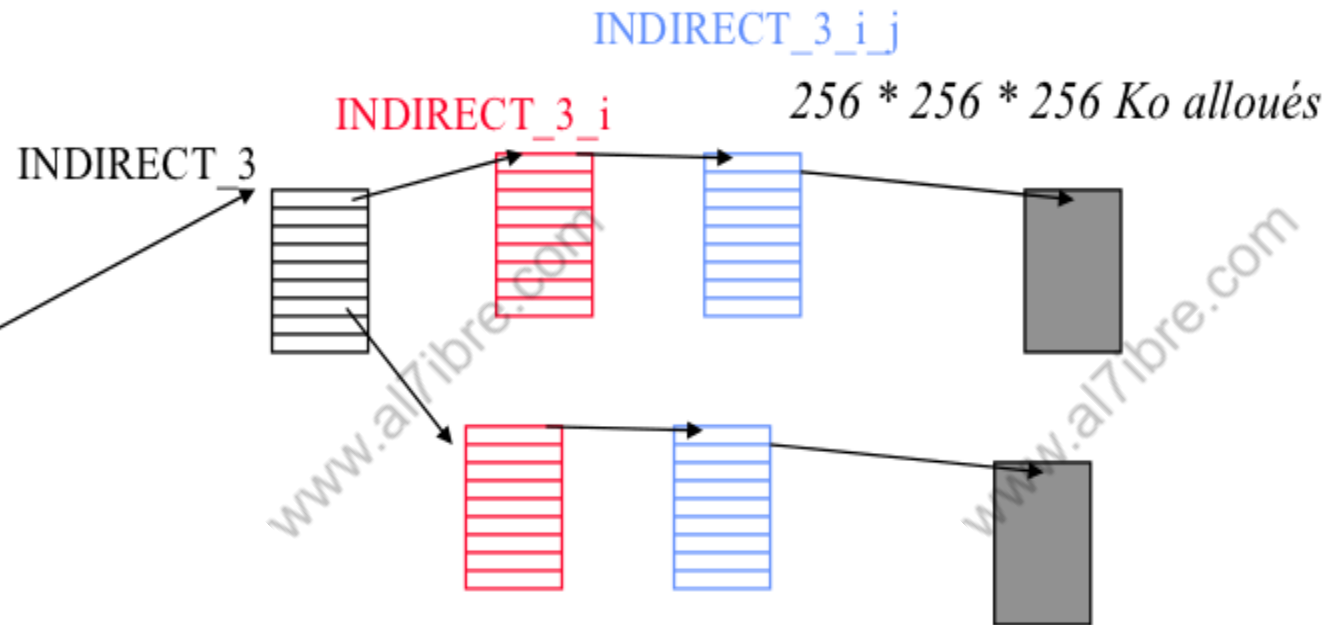 INDIRECT_3_i_j
256 * 256 * 256 Ko alloués
INDIRECT_3_i
INDIRECT_3
www.al7ibre.com
www.al7ibre.com